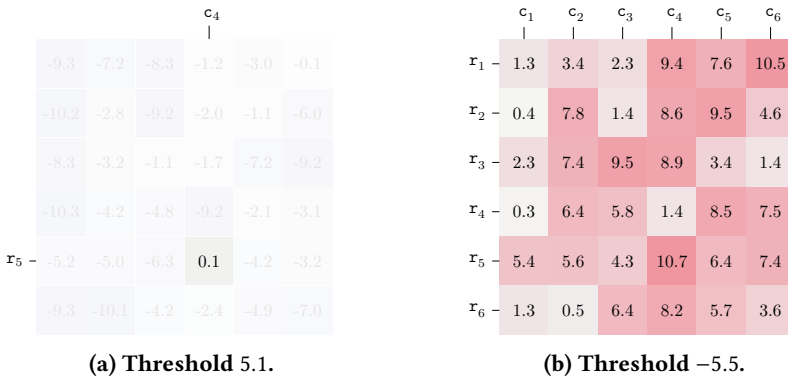 c₄
-9.3 -7.2 -8.3 -1.2 -3.0 -0.1
-10.2 -2.8 -9.2 -2.0 -1.1 -6.0
-8.3 -3.2 -1.1 -1.7 -7.2 -9.2
-10.3 -4.2 -4.8 -9.2 -2.1 -3.1
r₅ -5.2 -5.0 -6.3 0.1 -4.2 -3.2
-9.3 -10.1 -4.2 -2.4 -4.9 -7.0
(a) Threshold 5.1.
c₁ c₂ c₃ c₄ c₅ c₆
r₁ 1.3 3.4 2.3 9.4 7.6 10.5
r₂ 0.4 7.8 1.4 8.6 9.5 4.6
r₃ 2.3 7.4 9.5 8.9 3.4 1.4
r₄ 0.3 6.4 5.8 1.4 8.5 7.5
r₅ 5.4 5.6 4.3 10.7 6.4 7.4
r₆ 1.3 0.5 6.4 8.2 5.7 3.6
(b) Threshold −5.5.